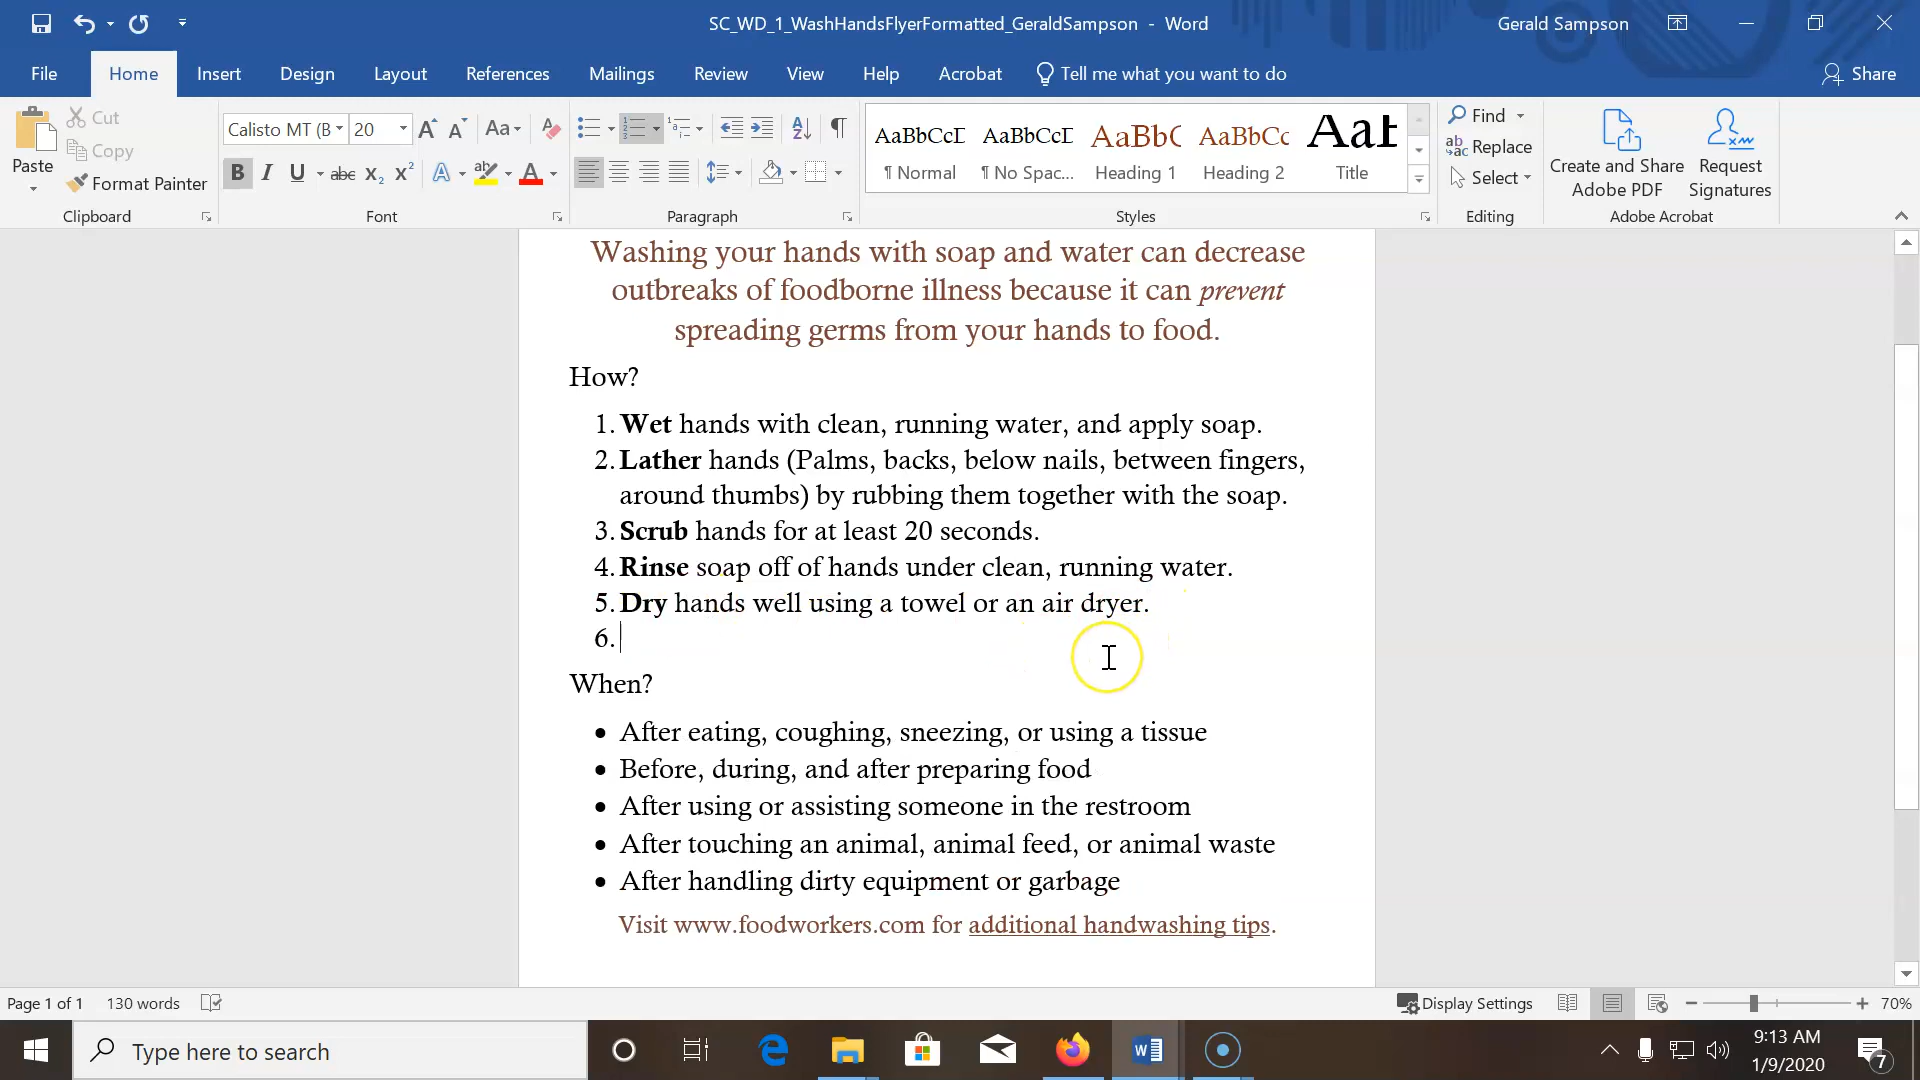 SC_WD_1_WashHandsFlyerFormatted_GeraldSampson - Word
Gerald Sampson
File Home Insert Design Layout References Mailings Review View Help Acrobat Tell me what you want to do Share
Paste
Cut
Copy
Format Painter
Clipboard
Calisto MT (B 20
Aa
B I U abc X₂ X² A ab A
Font
Paragraph
AaBbCcD AaBbCcD AaBbC AaBbCc AaB
¶ Normal ¶ No Spac... Heading 1 Heading 2 Title
Styles
Find
Replace
Select
Editing
Create and Share
Adobe PDF
Request
Signatures
Adobe Acrobat
Washing your hands with soap and water can decrease
outbreaks of foodborne illness because it can prevent
spreading germs from your hands to food.
How?
1. Wet hands with clean, running water, and apply soap.
2. Lather hands (Palms, backs, below nails, between fingers,
around thumbs) by rubbing them together with the soap.
3. Scrub hands for at least 20 seconds.
4. Rinse soap off of hands under clean, running water.
5. Dry hands well using a towel or an air dryer.
6.
When?
• After eating, coughing, sneezing, or using a tissue
• Before, during, and after preparing food
• After using or assisting someone in the restroom
• After touching an animal, animal feed, or animal waste
• After handling dirty equipment or garbage
Visit www.foodworkers.com for additional handwashing tips.
Page 1 of 1 130 words Display Settings 70%
Type here to search
9:13 AM
1/9/2020
7